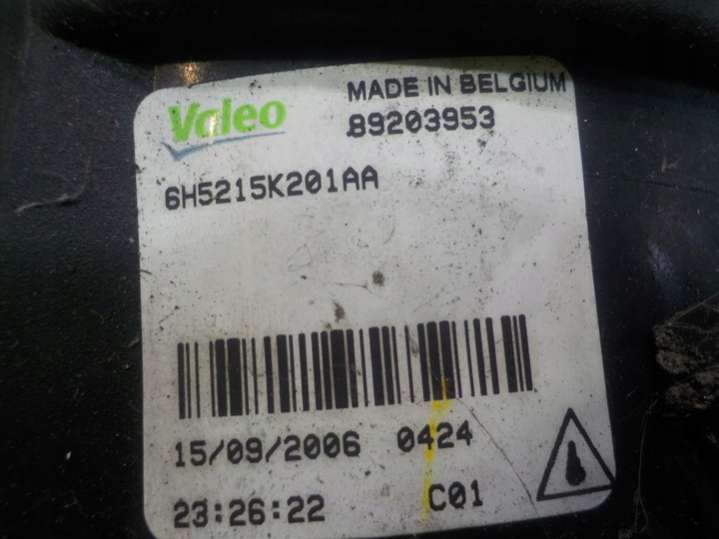 Valeo MADE IN BELGIUM
89203953
6H5215K201AA
15/09/2006 0424
23:26:22 C01